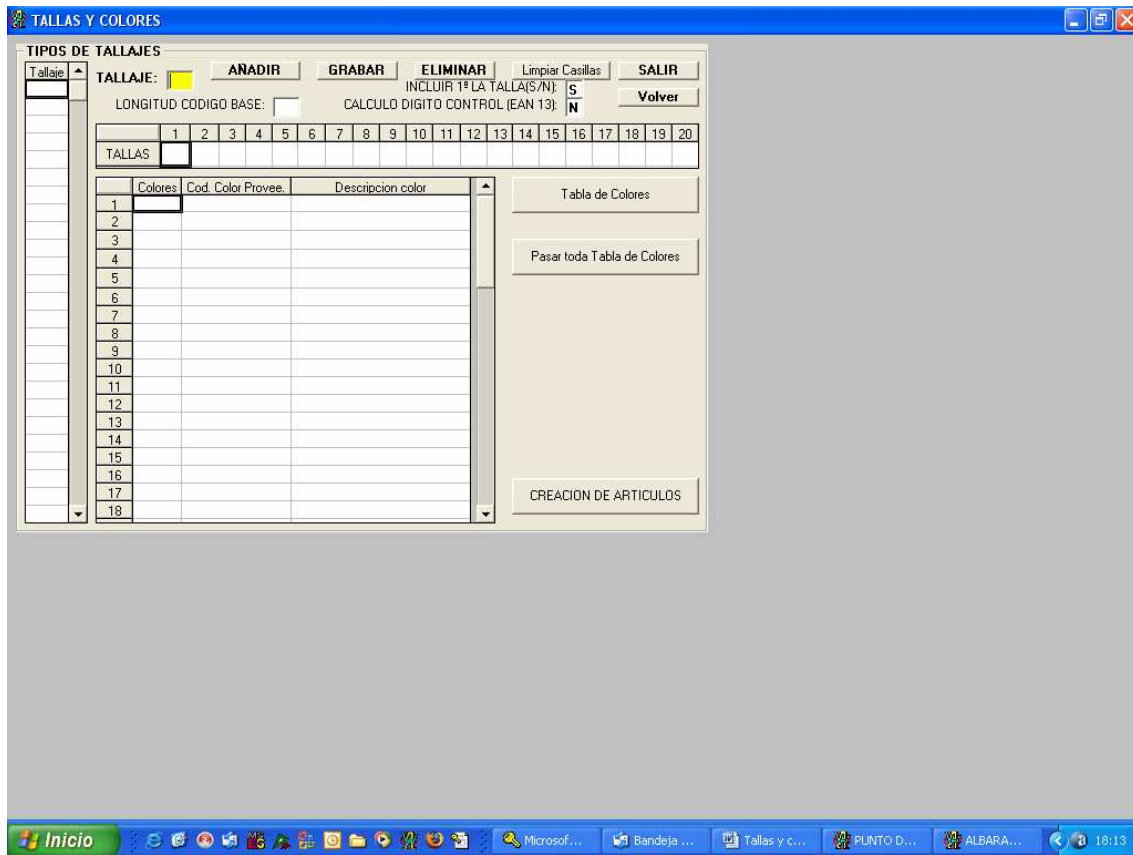 TALLAS Y COLORES
TIPOS DE TALLAJES
Tallaje
TALLAJE:
AÑADIR GRABAR ELIMINAR Limpiar Casillas SALIR
INCLUIR 1º LA TALLA(S/N): S
Volver
LONGITUD CODIGO BASE:
CALCULO DIGITO CONTROL (EAN 13): N
1 2 3 4 5 6 7 8 9 10 11 12 13 14 15 16 17 18 19 20
TALLAS
Colores Cod. Color Provee. Descripcion color
1
2
3
4
5
6
7
8
9
10
11
12
13
14
15
16
17
18
Tabla de Colores
Pasar toda Tabla de Colores
CREACION DE ARTICULOS
Inicio Microsof... Bandeja ... Tallas y c... PUNTO D... ALBARA... 18:13